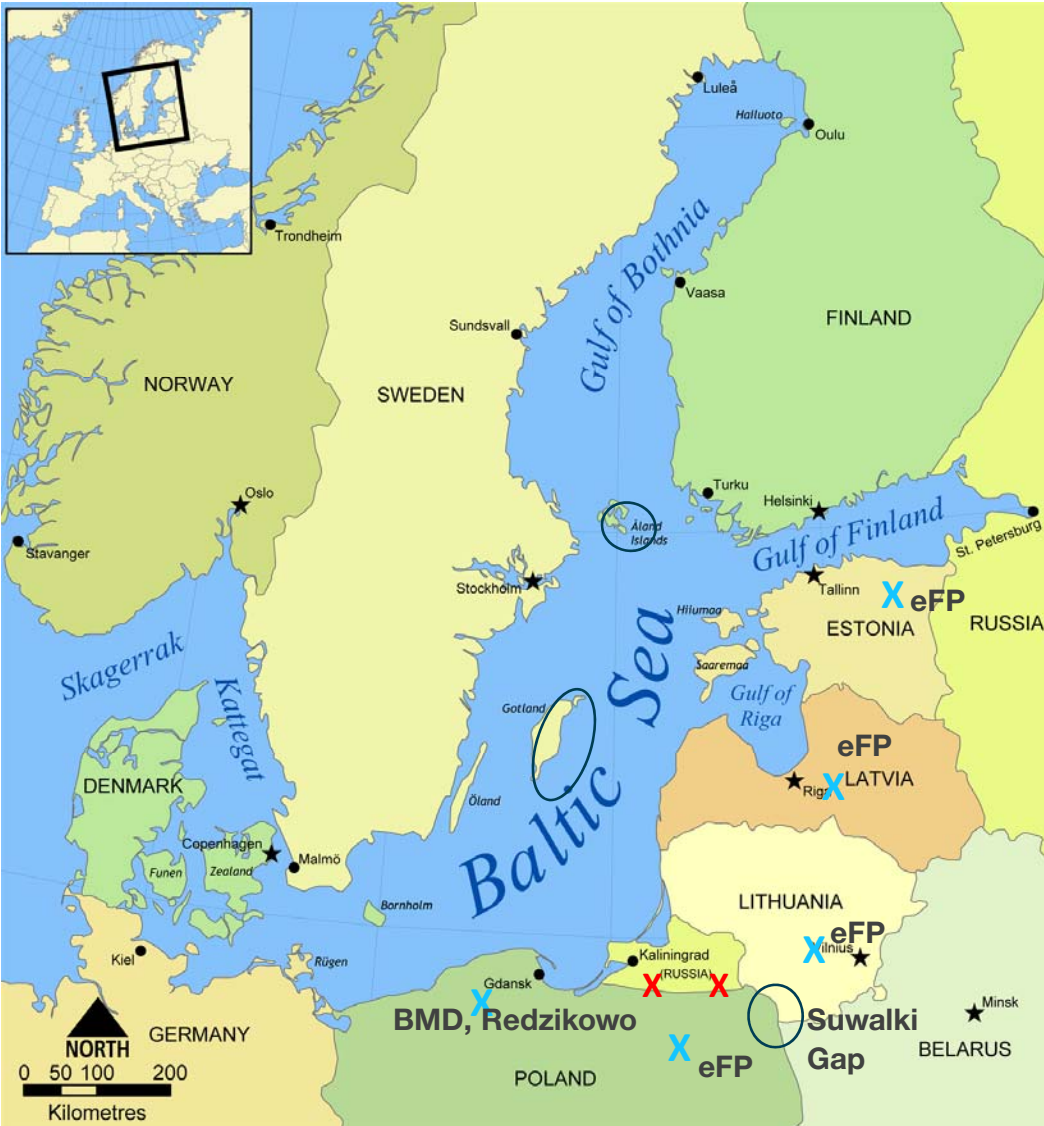 Luleå
Hailuoto
Oulu
Trondheim
Gulf of Bothnia
Vaasa
Sundsvall
FINLAND
NORWAY
SWEDEN
Oslo
Turku
Helsinki
Åland
Islands
Gulf of Finland
St. Petersburg
Stavanger
Stockholm
Tallinn
X eFP
Hiiumaa
ESTONIA
RUSSIA
Skagerrak
Kattegat
Saaremaa
Gulf of
Riga
Gotland
Baltic Sea
eFP
DENMARK
Riga
X
LATVIA
Öland
Copenhagen
Malmö
Funen
Zealand
Bornholm
LITHUANIA
eFP
X
Vilnius
Kiel
Rügen
Kaliningrad
(RUSSIA)
X X
Gdansk
X
BMD, Redzikowo
Suwalki
Gap
Minsk
GERMANY
NORTH
X
eFP
BELARUS
POLAND
0 50 100 200
Kilometres